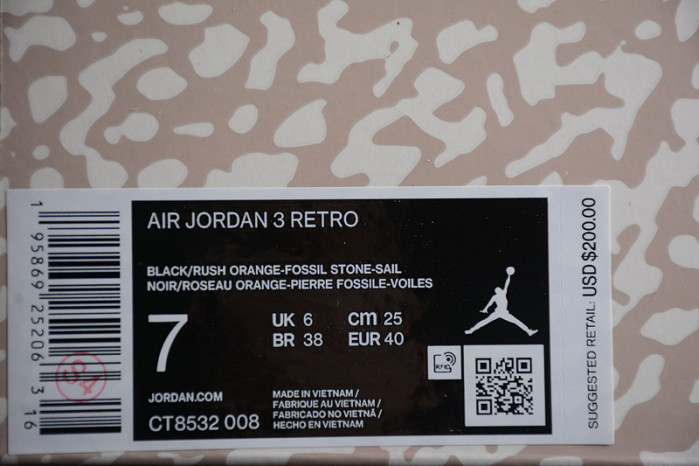 AIR JORDAN 3 RETRO
BLACK/RUSH ORANGE-FOSSIL STONE-SAIL
NOIR/ROSEAU ORANGE-PIERRE FOSSILE-VOILES
7
UK 6
cm 25
BR 38
EUR 40
RFID
JORDAN.COM
CT8532 008
MADE IN VIETNAM /
FABRIQUE AU VIETNAM /
FABRICADO NO VIETNÃ /
HECHO EN VIETNAM
1 95869 25206 3 16
SUGGESTED RETAIL: USD $200.00